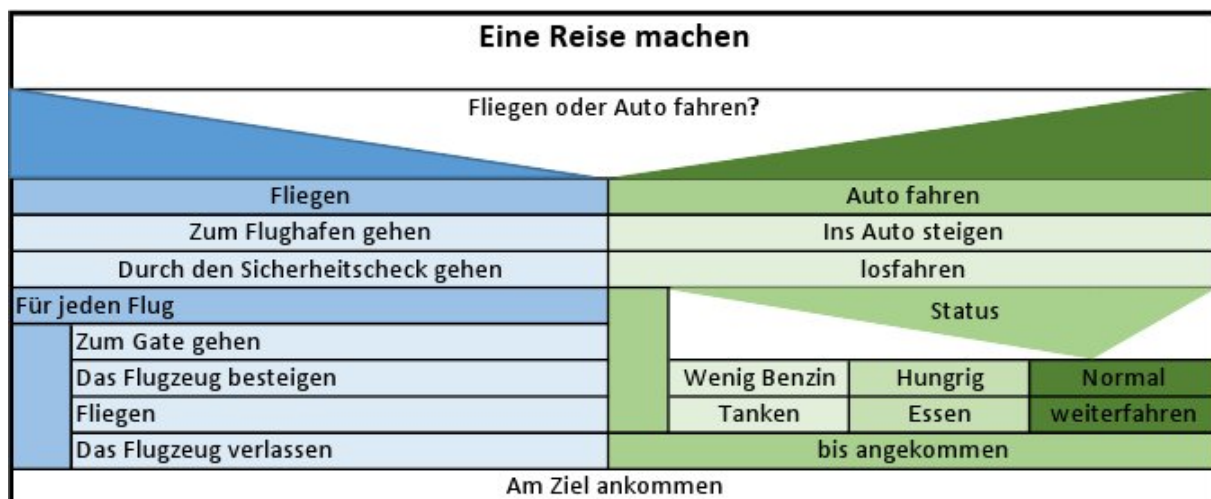 Eine Reise machen
Fliegen oder Auto fahren?
Fliegen
Auto fahren
Zum Flughafen gehen
Ins Auto steigen
Durch den Sicherheitscheck gehen
losfahren
Für jeden Flug
Status
Zum Gate gehen
Das Flugzeug besteigen
Wenig Benzin
Hungrig
Normal
Fliegen
Tanken
Essen
weiterfahren
Das Flugzeug verlassen
bis angekommen
Am Ziel ankommen